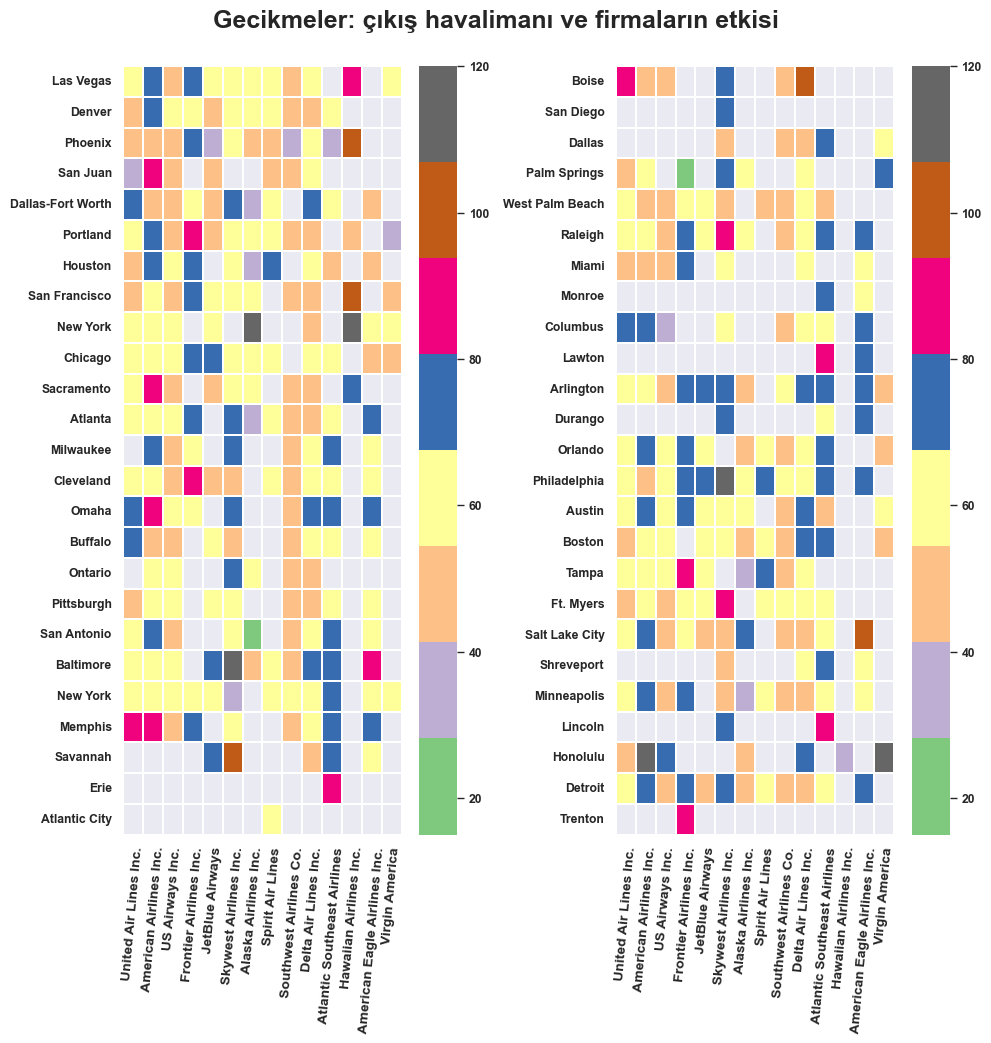 Gecikmeler: çıkış havalimanı ve firmaların etkisi
Las Vegas
Denver
Phoenix
San Juan
Dallas-Fort Worth
Portland
Houston
San Francisco
New York
Chicago
Sacramento
Atlanta
Milwaukee
Cleveland
Omaha
Buffalo
Ontario
Pittsburgh
San Antonio
Baltimore
New York
Memphis
Savannah
Erie
Atlantic City
United Air Lines Inc.
American Airlines Inc.
US Airways Inc.
Frontier Airlines Inc.
JetBlue Airways
Skywest Airlines Inc.
Alaska Airlines Inc.
Spirit Air Lines
Southwest Airlines Co.
Delta Air Lines Inc.
Atlantic Southeast Airlines
Hawaiian Airlines Inc.
American Eagle Airlines Inc.
Virgin America
120
100
80
60
40
20
Boise
San Diego
Dallas
Palm Springs
West Palm Beach
Raleigh
Miami
Monroe
Columbus
Lawton
Arlington
Durango
Orlando
Philadelphia
Austin
Boston
Tampa
Ft. Myers
Salt Lake City
Shreveport
Minneapolis
Lincoln
Honolulu
Detroit
Trenton
United Air Lines Inc.
American Airlines Inc.
US Airways Inc.
Frontier Airlines Inc.
JetBlue Airways
Skywest Airlines Inc.
Alaska Airlines Inc.
Spirit Air Lines
Southwest Airlines Co.
Delta Air Lines Inc.
Atlantic Southeast Airlines
Hawaiian Airlines Inc.
American Eagle Airlines Inc.
Virgin America
120
100
80
60
40
20